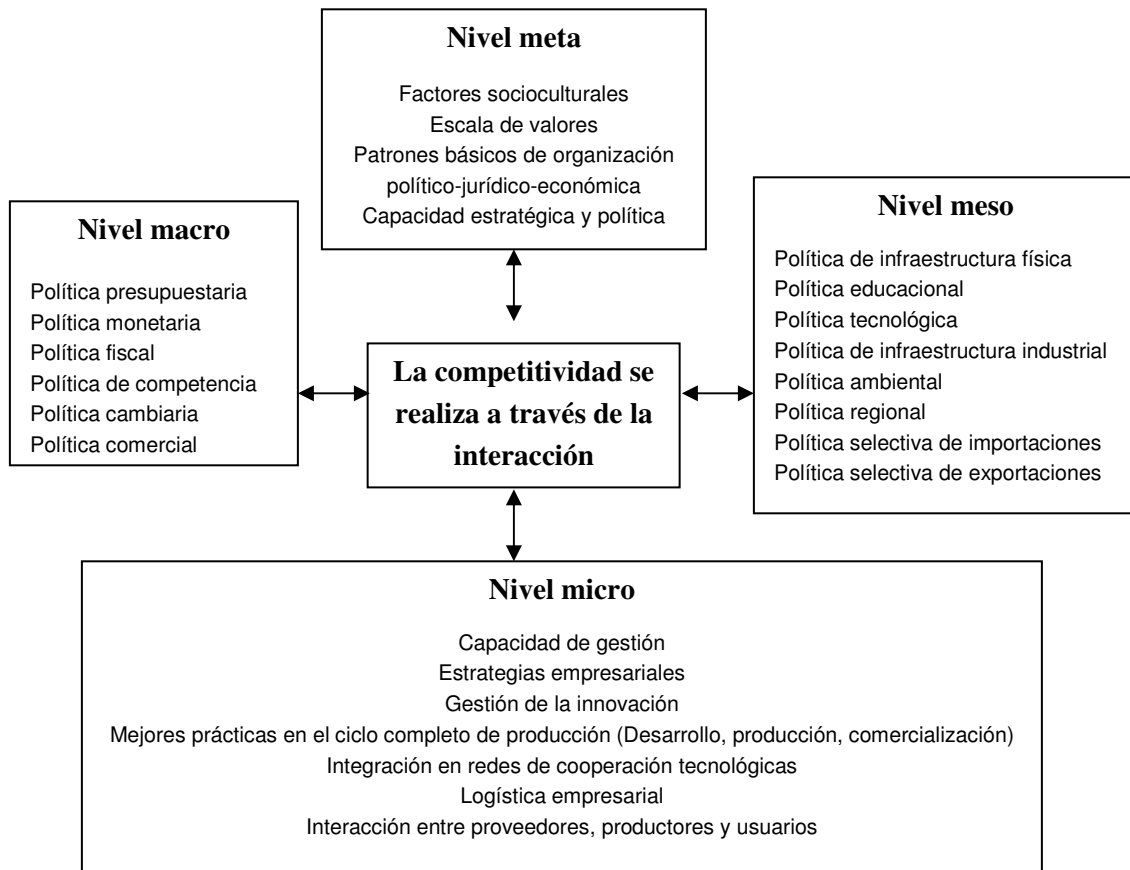 Nivel meta
Factores socioculturales
Escala de valores
Patrones básicos de organización
político-jurídico-económica
Capacidad estratégica y política
Nivel macro
Política presupuestaria
Política monetaria
Política fiscal
Política de competencia
Política cambiaria
Política comercial
La competitividad se
realiza a través de la
interacción
Nivel meso
Política de infraestructura física
Política educacional
Política tecnológica
Política de infraestructura industrial
Política ambiental
Política regional
Política selectiva de importaciones
Política selectiva de exportaciones
Nivel micro
Capacidad de gestión
Estrategias empresariales
Gestión de la innovación
Mejores prácticas en el ciclo completo de producción (Desarrollo, producción, comercialización)
Integración en redes de cooperación tecnológicas
Logística empresarial
Interacción entre proveedores, productores y usuarios